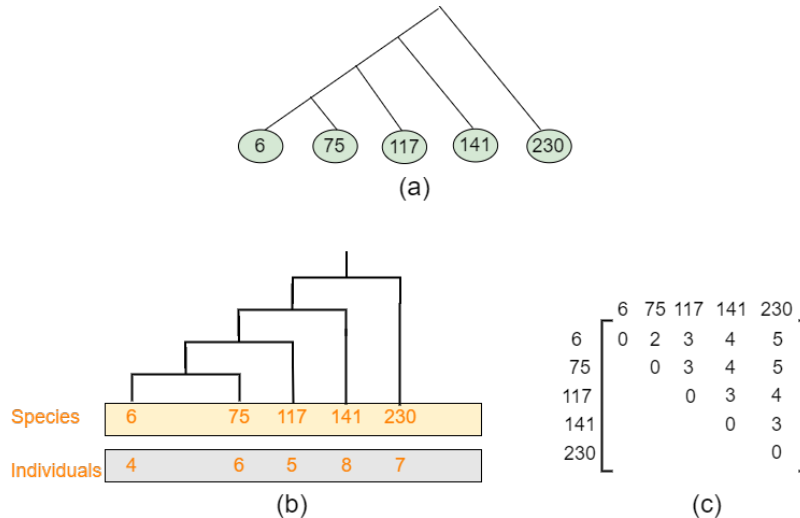 6 75 117 141 230
(a)
Species 6 75 117 141 230
Individuals 4 6 5 8 7
(b)
6 75 117 141 230
6 0 2 3 4 5
75 0 3 4 5
117 0 3 4
141 0 3
230 0
(c)